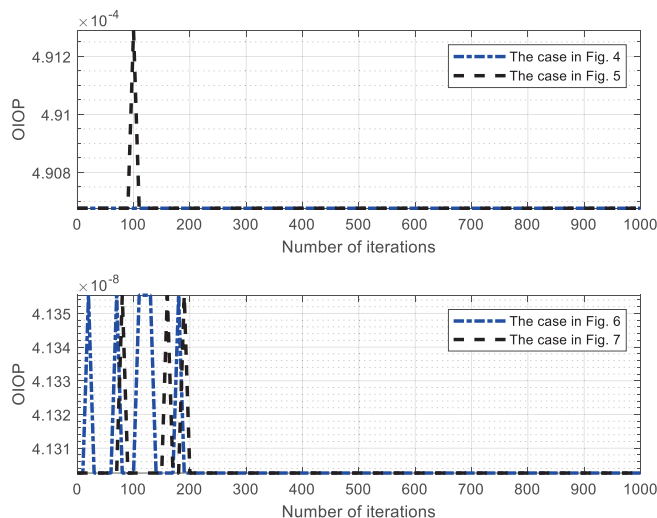 ×10⁻⁴
4.912
4.91
4.908
OIOP
The case in Fig. 4
The case in Fig. 5
0 100 200 300 400 500 600 700 800 900 1000
Number of iterations
×10⁻⁸
4.135
4.134
4.133
4.132
4.131
OIOP
The case in Fig. 6
The case in Fig. 7
0 100 200 300 400 500 600 700 800 900 1000
Number of iterations